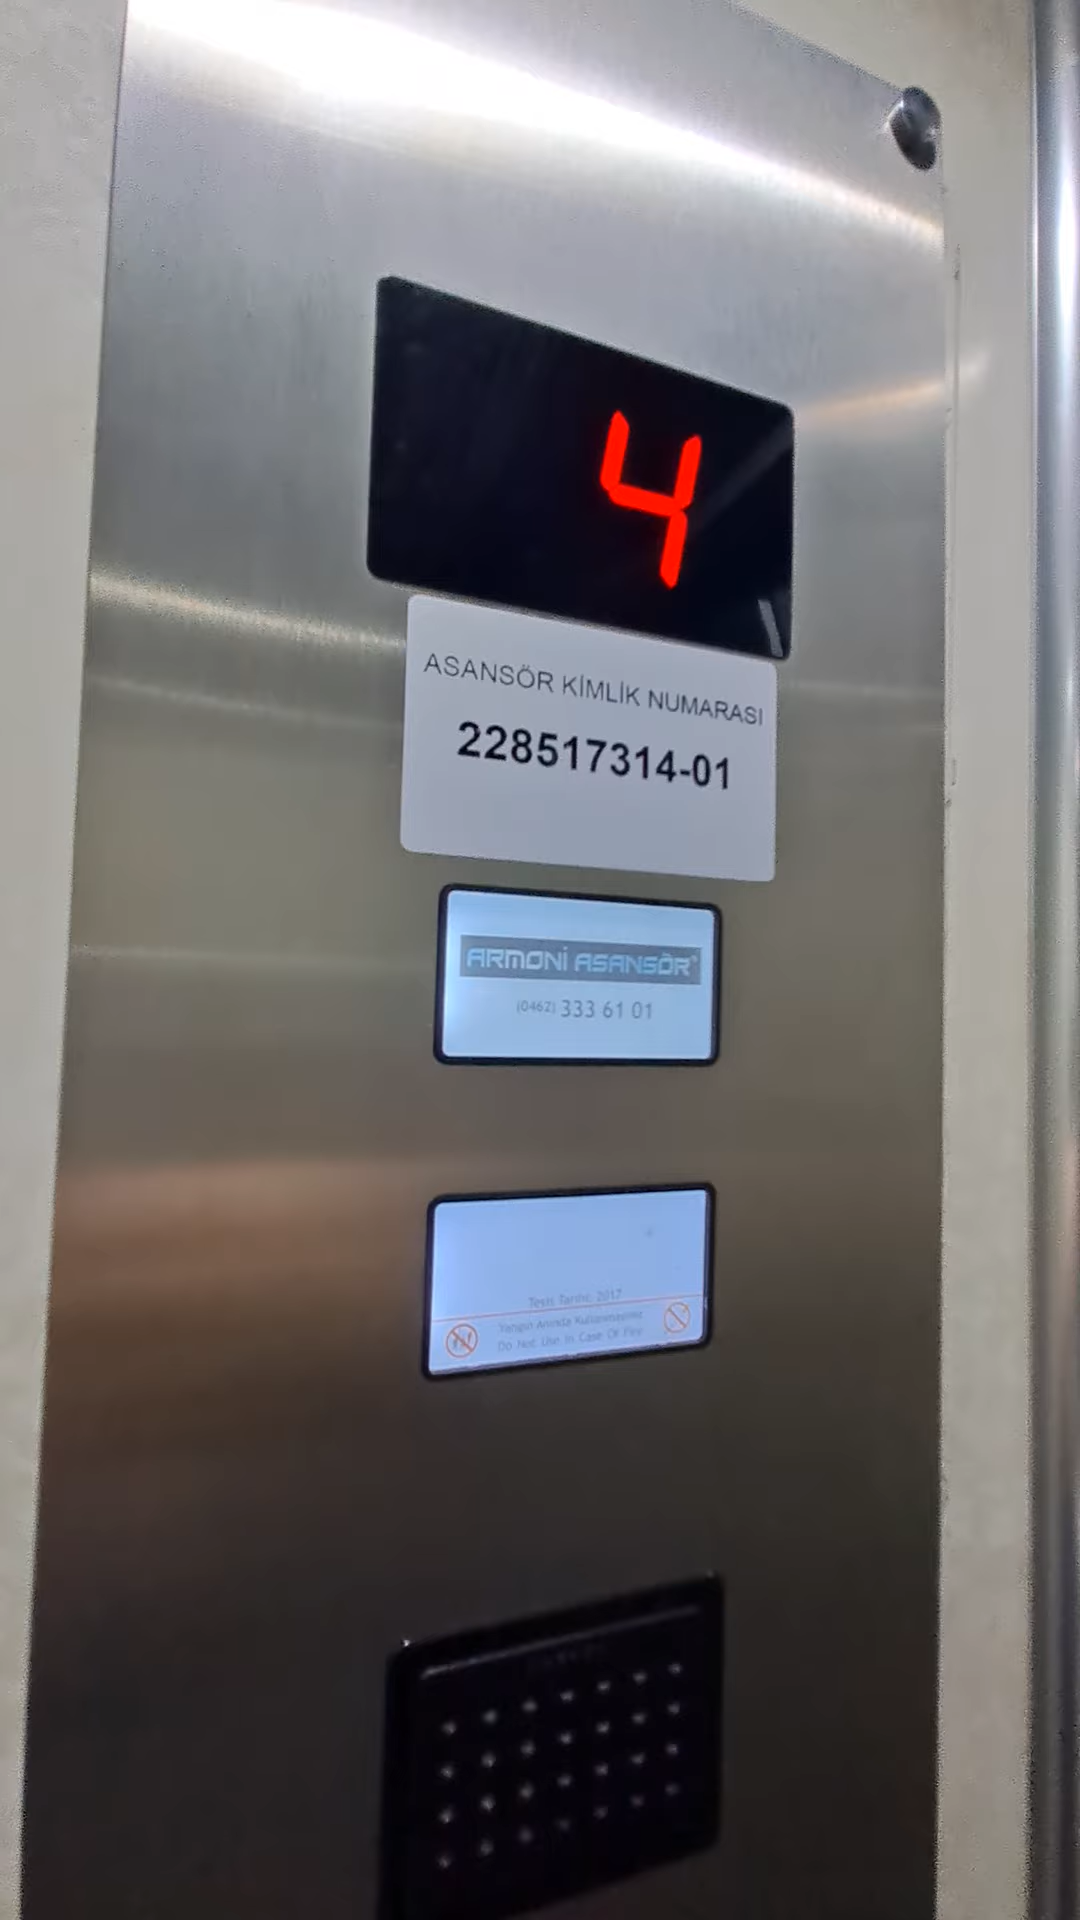 4
ASANSÖR KİMLİK NUMARASI
228517314-01
ARMONİ ASANSÖR
(0462) 333 61 01
Tesis Tarihi: 2017
Yangın Anında Kullanmayınız
Do Not Use In Case Of Fire